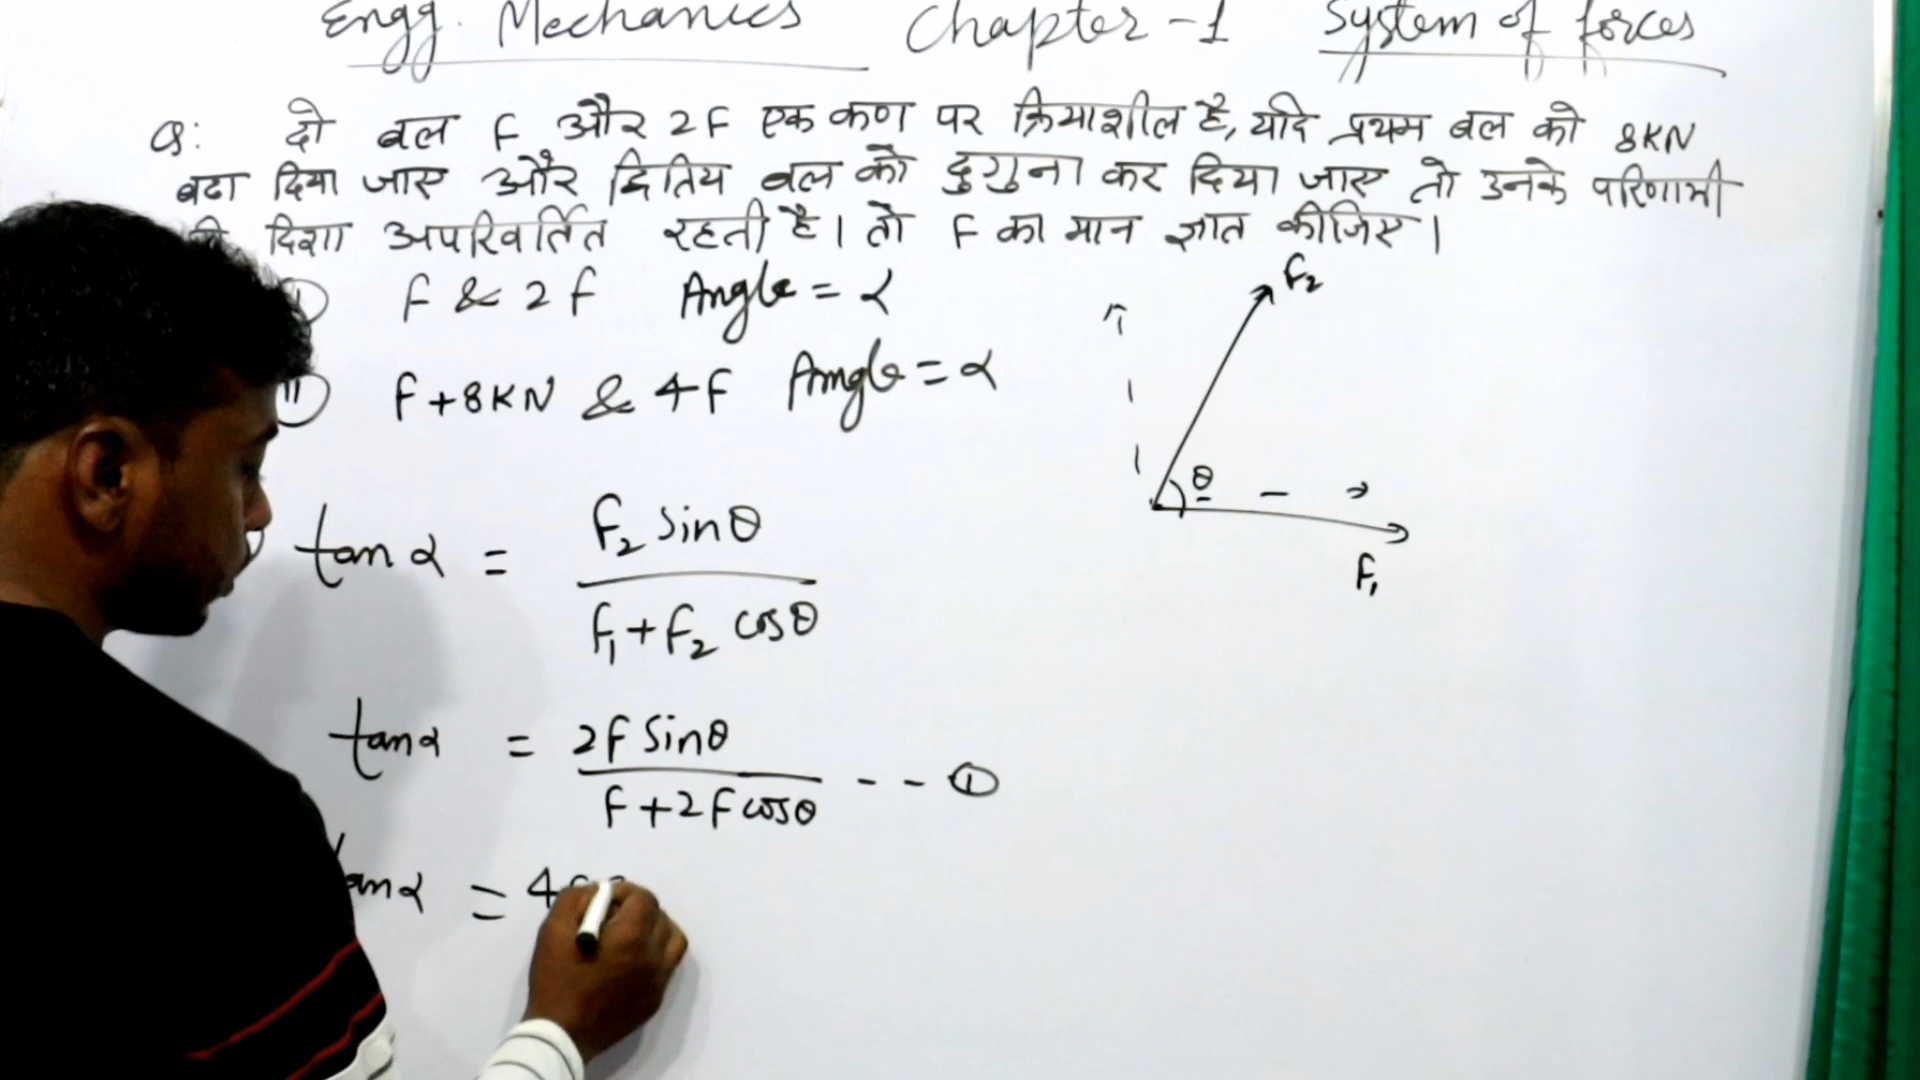 Engg. Mechanics Chapter-1 System of forces
Q: दो बल F और 2F एक कण पर क्रियाशील है, यदि प्रथम बल को 8KN
बढा दिया जाए और द्वितिय बल को दुगुना कर दिया जाए तो उनके परिणामी
दिशा अपरिवर्तित रहती है। तो F का मान ज्ञात कीजिए।
F & 2F Angle = α
II F+8KN & 4F Angle = α
F₂
θ
F₁
tan α = F₂ sinθ
F₁+F₂ cosθ
tanα = 2F sinθ
F+2F cosθ -- ①
tanα = 4